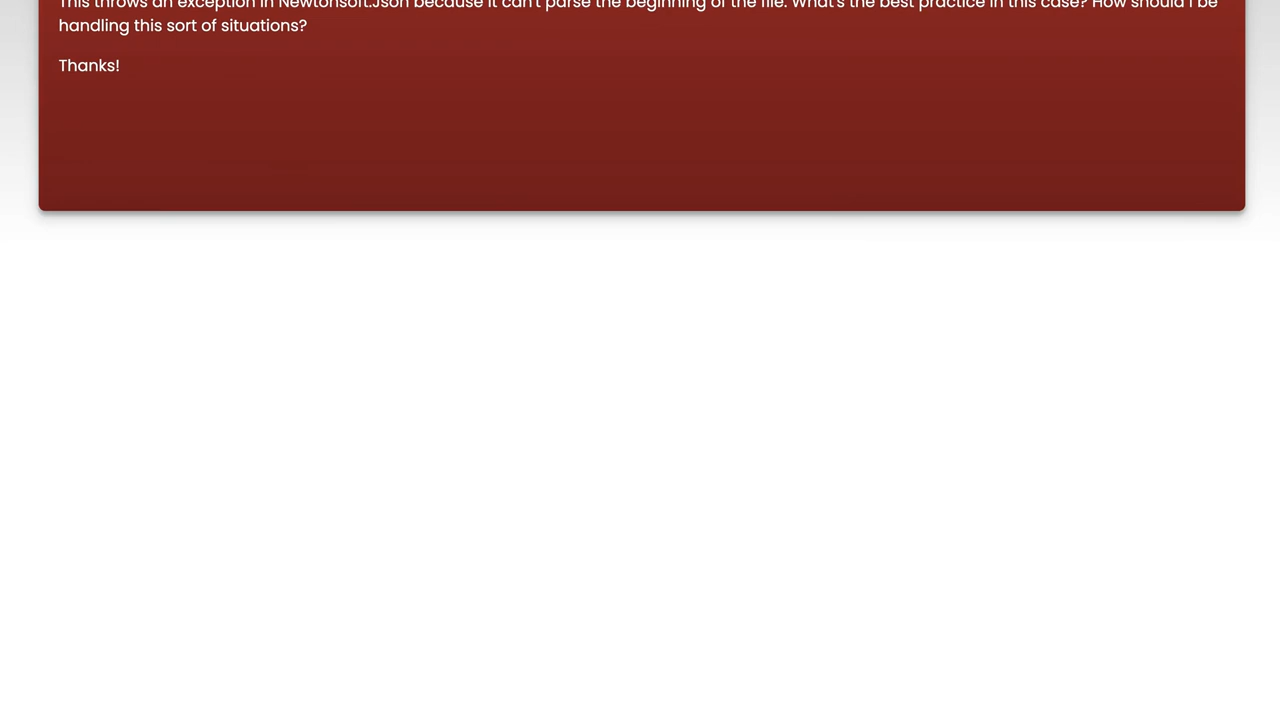 This throws an exception in Newtonsoft.Json because it can't parse the beginning of the file. What's the best practice in this case? How should I be
handling this sort of situations?
Thanks!